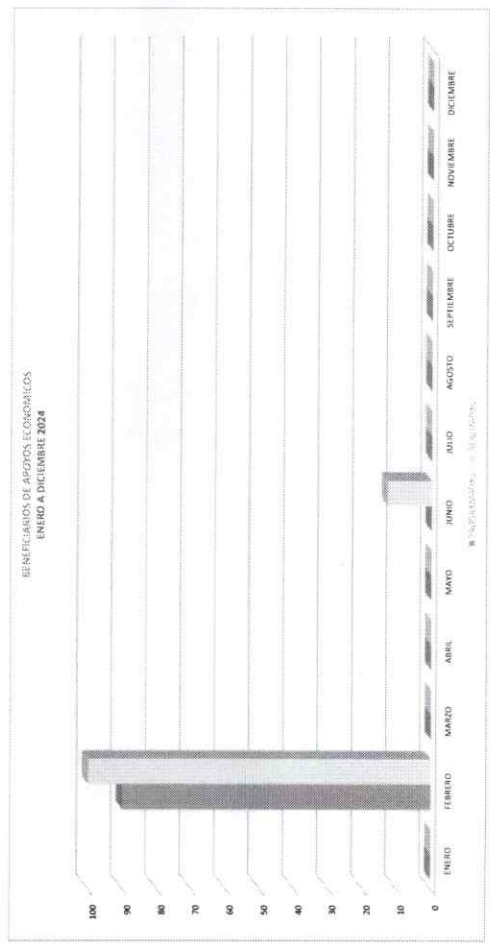 BENEFICIARIOS DE APOYOS ECONOMICOS
ENERO A DICIEMBRE 2024
100
90
80
70
60
50
40
30
20
10
0
ENERO
FEBRERO
MARZO
ABRIL
MAYO
JUNIO
JULIO
AGOSTO
SEPTIEMBRE
OCTUBRE
NOVIEMBRE
DICIEMBRE